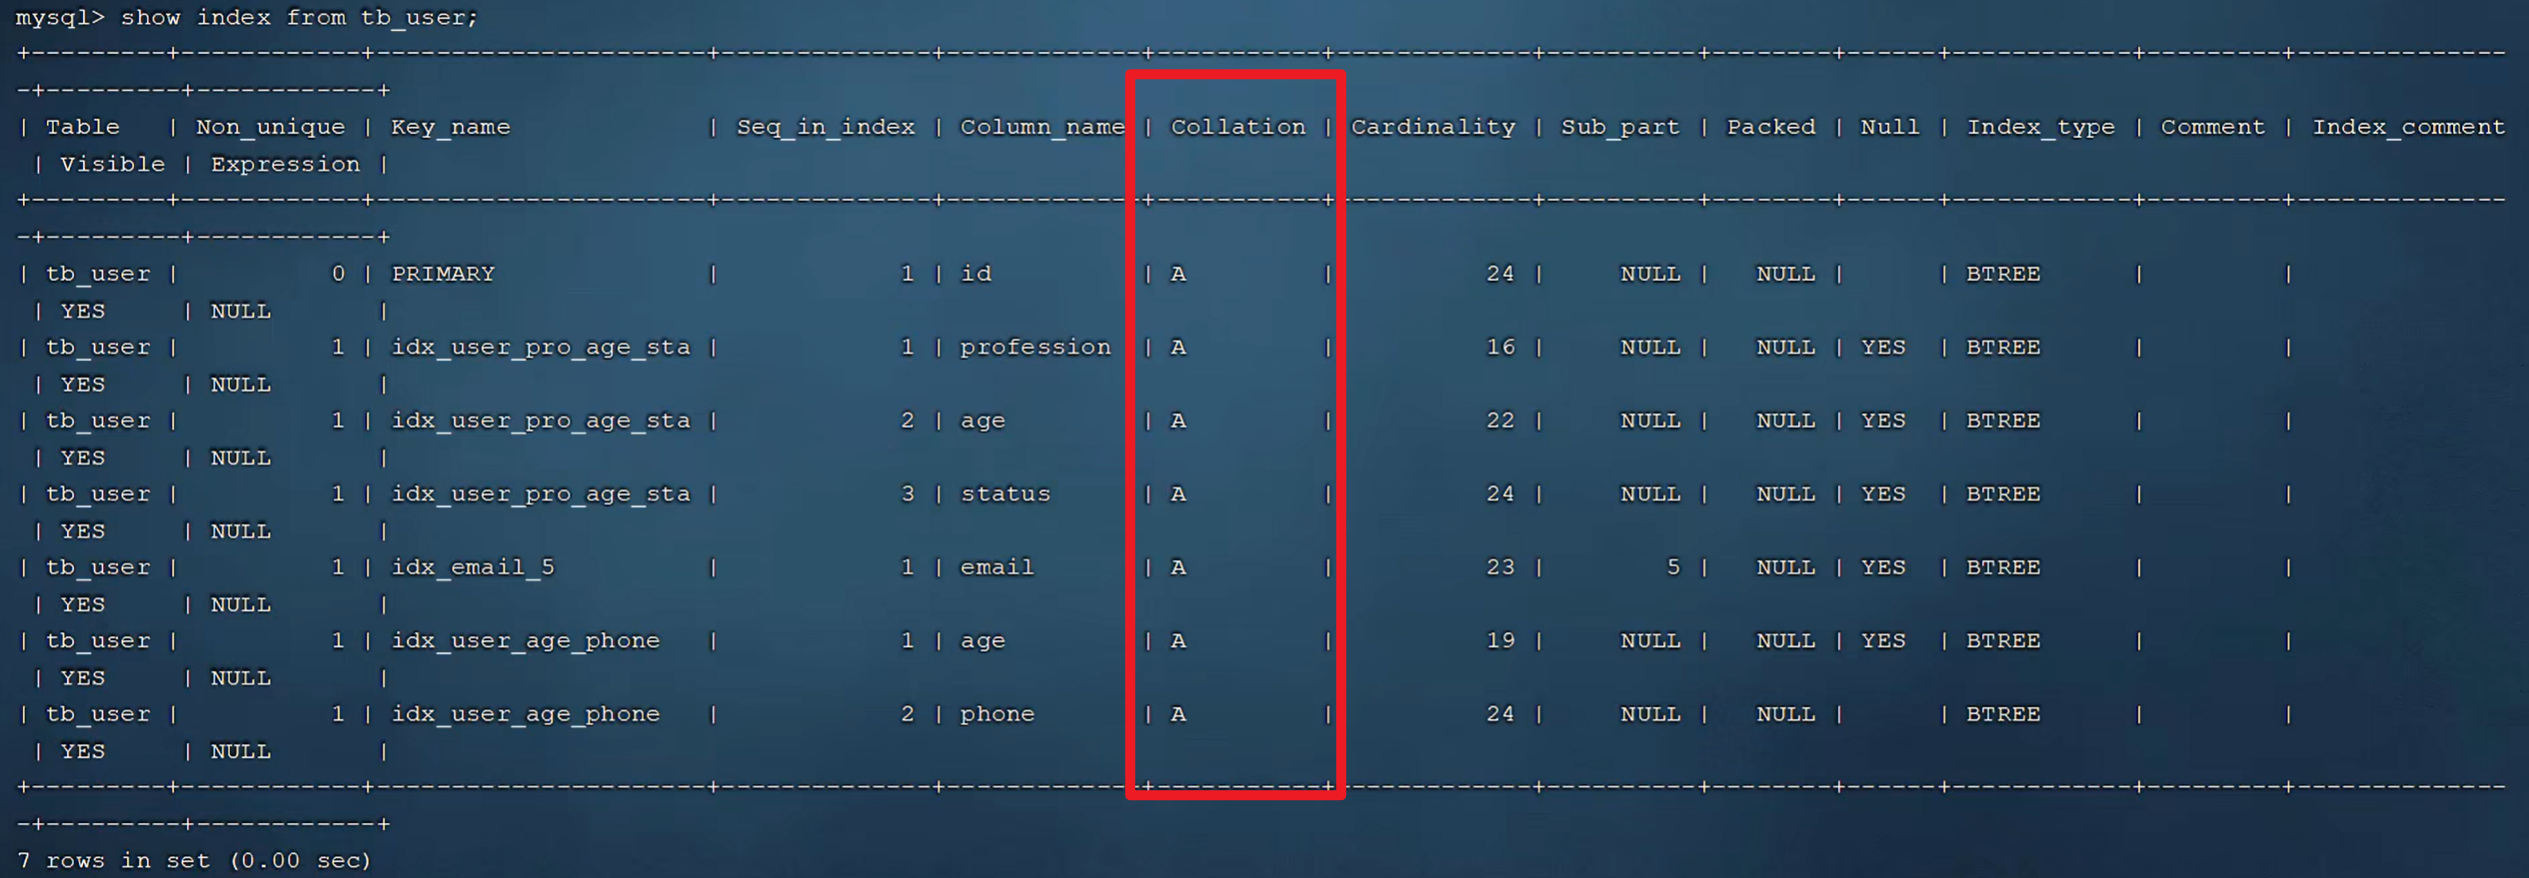 mysql> show index from tb_user;
+---------+------------+----------------------+--------------+-------------+-----------+-------------+----------+--------+------+------------+---------+--------------
-+---------+------------+
| Table   | Non_unique | Key_name             | Seq_in_index | Column_name | Collation | Cardinality | Sub_part | Packed | Null | Index_type | Comment | Index_comment
 | Visible | Expression |
+---------+------------+----------------------+--------------+-------------+-----------+-------------+----------+--------+------+------------+---------+--------------
-+---------+------------+
| tb_user |          0 | PRIMARY              |            1 | id          | A         |          24 |     NULL |   NULL |      | BTREE      |         |
 | YES     | NULL       |
| tb_user |          1 | idx_user_pro_age_sta |            1 | profession  | A         |          16 |     NULL |   NULL | YES  | BTREE      |         |
 | YES     | NULL       |
| tb_user |          1 | idx_user_pro_age_sta |            2 | age         | A         |          22 |     NULL |   NULL | YES  | BTREE      |         |
 | YES     | NULL       |
| tb_user |          1 | idx_user_pro_age_sta |            3 | status      | A         |          24 |     NULL |   NULL | YES  | BTREE      |         |
 | YES     | NULL       |
| tb_user |          1 | idx_email_5          |            1 | email       | A         |          23 |        5 |   NULL | YES  | BTREE      |         |
 | YES     | NULL       |
| tb_user |          1 | idx_user_age_phone   |            1 | age         | A         |          19 |     NULL |   NULL | YES  | BTREE      |         |
 | YES     | NULL       |
| tb_user |          1 | idx_user_age_phone   |            2 | phone       | A         |          24 |     NULL |   NULL |      | BTREE      |         |
 | YES     | NULL       |
+---------+------------+----------------------+--------------+-------------+-----------+-------------+----------+--------+------+------------+---------+--------------
-+---------+------------+
7 rows in set (0.00 sec)